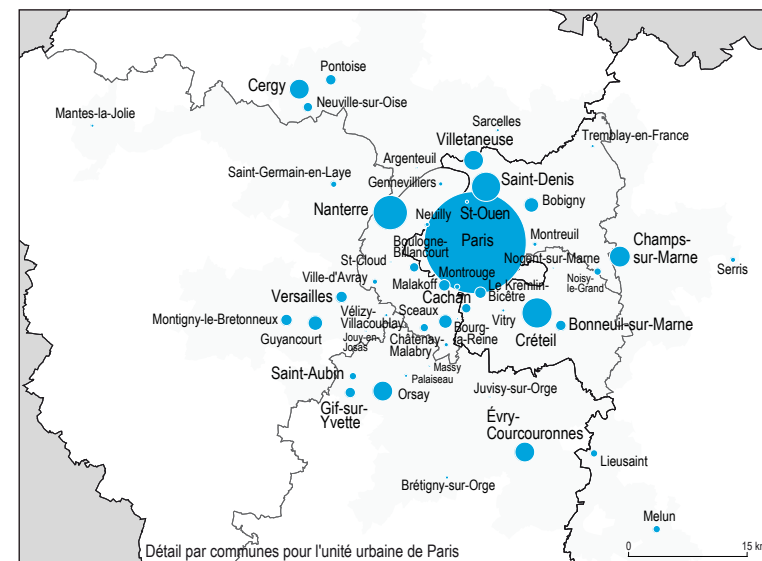 Pontoise
Cergy
Neuville-sur-Oise
Mantes-la-Jolie
Sarcelles
Villetaneuse
Tremblay-en-France
Argenteuil
Saint-Germain-en-Laye
Gennevilliers
Saint-Denis
Bobigny
Nanterre
Neuilly
St-Ouen
Paris
Montreuil
Boulogne-
Billancourt
Nogent-sur-Marne
Champs-
sur-Marne
St-Cloud
Montrouge
Noisy-
le-Grand
Serris
Ville-d'Avray
Malakoff
Le Kremlin-
Bicêtre
Versailles
Cachan
Vélizy-
Villacoublay
Sceaux
Vitry
Montigny-le-Bretonneux
Guyancourt
Bourg-
la-Reine
Créteil
Bonneuil-sur-Marne
Jouy-en-
Josas
Châtenay-
Malabry
Massy
Saint-Aubin
Palaiseau
Juvisy-sur-Orge
Gif-sur-
Yvette
Orsay
Évry-
Courcouronnes
Lieusaint
Brétigny-sur-Orge
Melun
Détail par communes pour l'unité urbaine de Paris
0 15 km